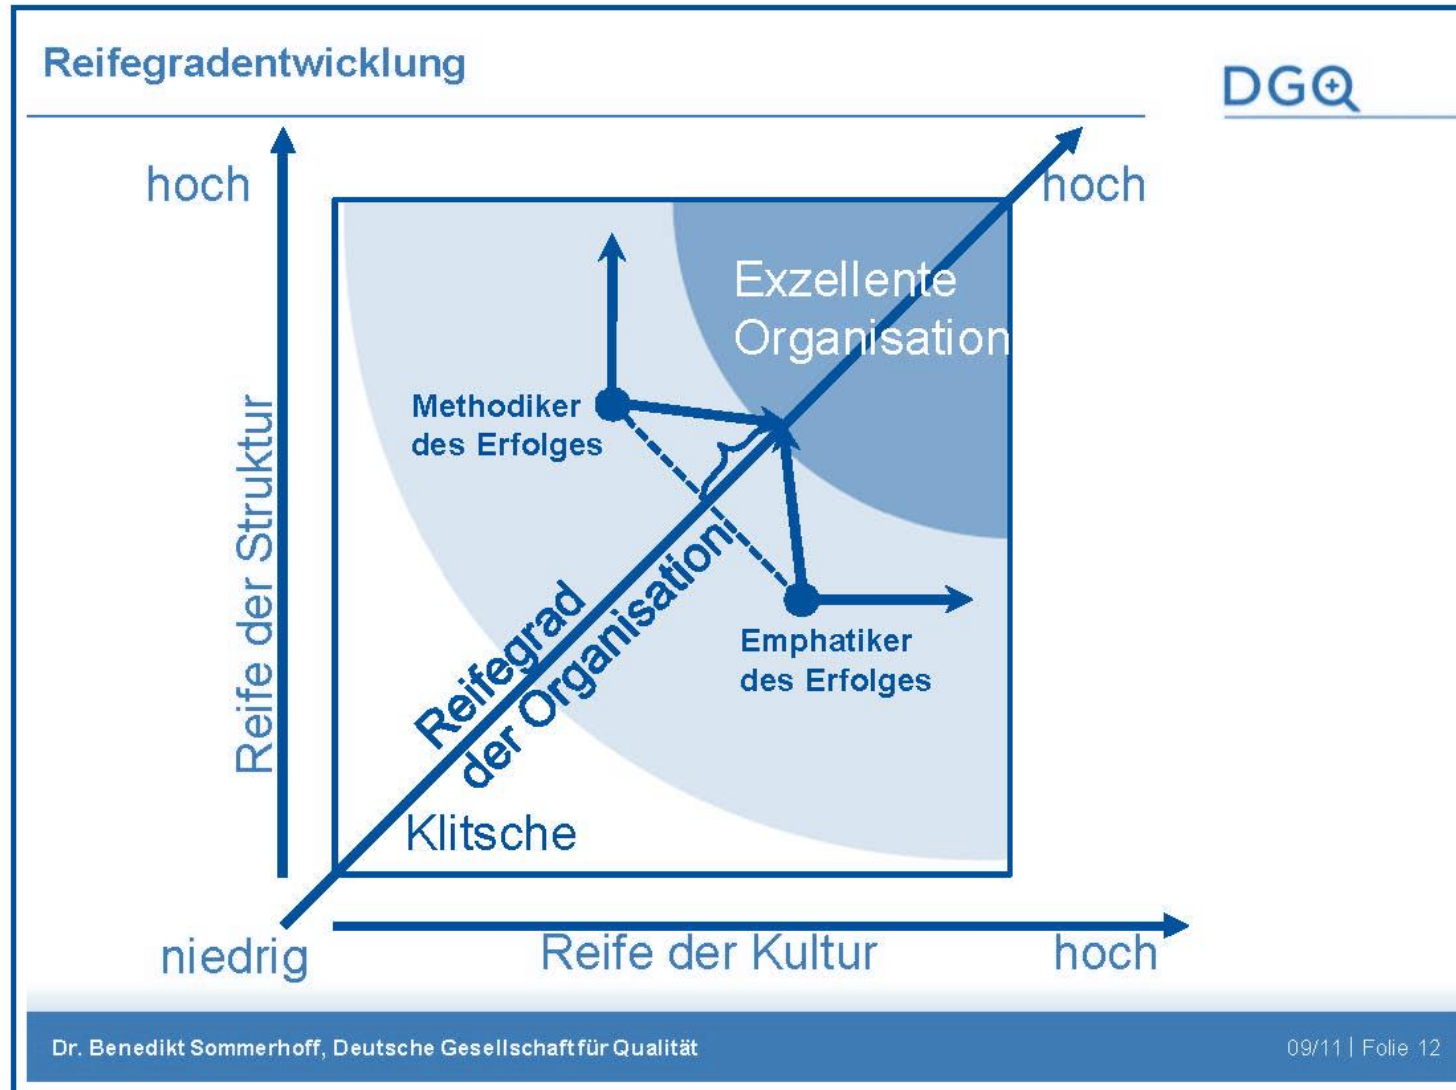 Reifegradentwicklung
DGQ
hoch
hoch
Exzellente
Organisation
Methodiker
des Erfolges
Reife der Struktur
Reifegrad
der Organisation
Emphatiker
des Erfolges
Klitsche
niedrig
Reife der Kultur
hoch
Dr. Benedikt Sommerhoff, Deutsche Gesellschaft für Qualität
09/11 | Folie 12